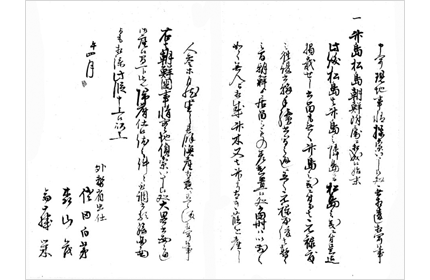 一 竹島松島朝鮮附属ニ相成候始末
此儀松島ハ竹島ノ隣島ニテ松島ノ儀ニ付是迄
掲載セシ書留モ無之竹島ノ儀ニ付テハ元禄度
後ハ暫
ノ間朝鮮ヨリ居留ノ為差遣置候処当時ハ以前ノ
如ク無人ト相成竹木又ハ竹ヨリ太キ葭ヲ産シ
人参等自然ニ生シ其余漁産モ相応ニ有之趣相聞ヘ候事
右ハ朝鮮国事情実地偵索イタシ候処大略書面ノ通リ
御座候間一ト先帰府仕候依之件々取調書類絵図面
トモ相添此段申上候以上
午四月
外務省出仕
佐田白茅
森山茂
斎藤栄